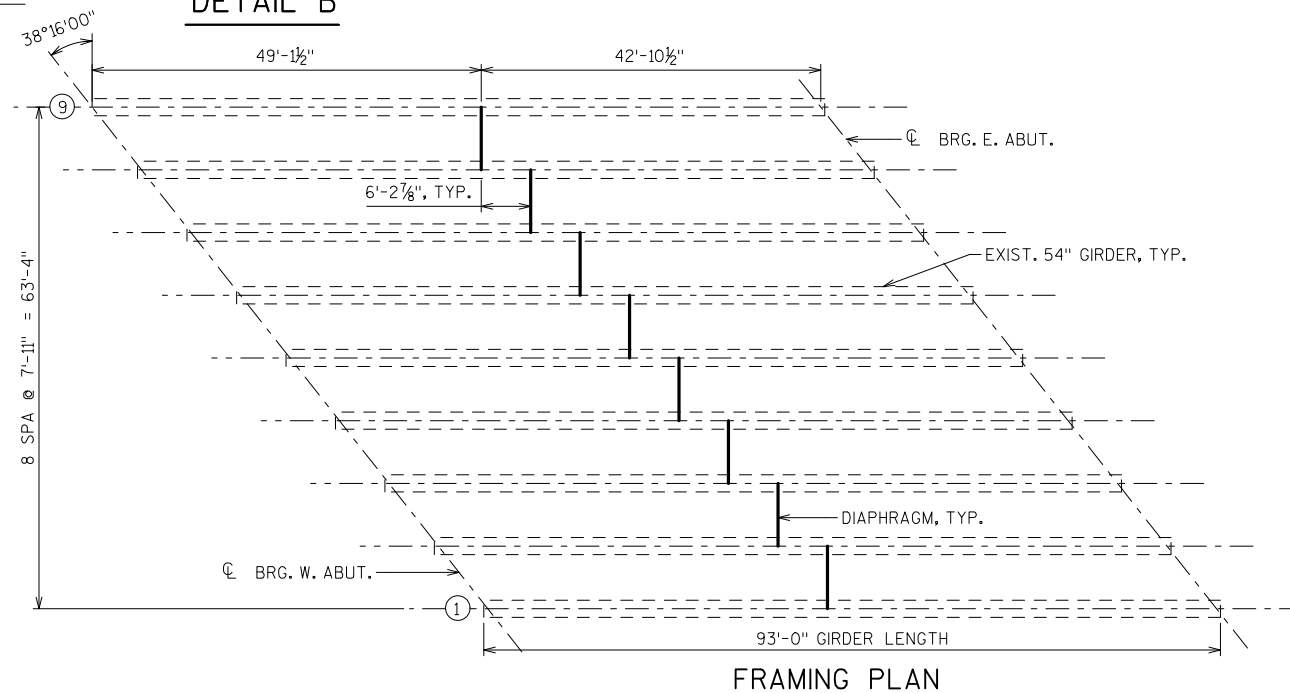 DETAIL B
38°16'00"
49'-1½"
42'-10½"
9
℄ BRG. E. ABUT.
6'-2⅞", TYP.
EXIST. 54" GIRDER, TYP.
8 SPA @ 7'-11" = 63'-4"
DIAPHRAGM, TYP.
℄ BRG. W. ABUT.
1
93'-0" GIRDER LENGTH
FRAMING PLAN